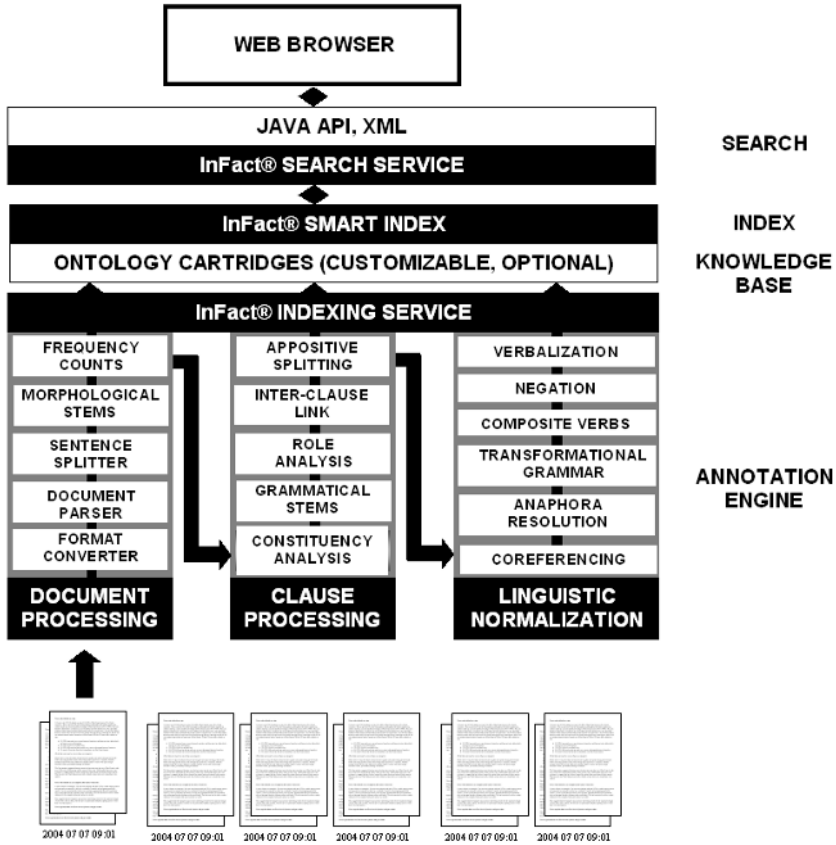 WEB BROWSER
JAVA API, XML
InFact® SEARCH SERVICE
SEARCH
InFact® SMART INDEX
INDEX
ONTOLOGY CARTRIDGES (CUSTOMIZABLE, OPTIONAL)
KNOWLEDGE
BASE
InFact® INDEXING SERVICE
FREQUENCY
COUNTS
MORPHOLOGICAL
STEMS
SENTENCE
SPLITTER
DOCUMENT
PARSER
FORMAT
CONVERTER
DOCUMENT
PROCESSING
APPOSITIVE
SPLITTING
INTER-CLAUSE
LINK
ROLE
ANALYSIS
GRAMMATICAL
STEMS
CONSTITUENCY
ANALYSIS
CLAUSE
PROCESSING
VERBALIZATION
NEGATION
COMPOSITE VERBS
TRANSFORMATIONAL
GRAMMAR
ANAPHORA
RESOLUTION
COREFERENCING
LINGUISTIC
NORMALIZATION
ANNOTATION
ENGINE
2004 07 07 09:01
2004 07 07 09:01
2004 07 07 09:01
2004 07 07 09:01
2004 07 07 09:01
2004 07 07 09:01